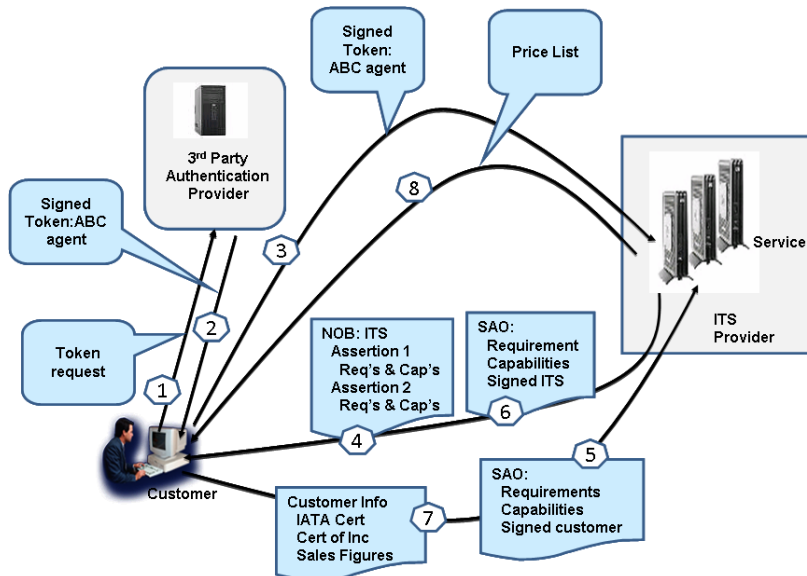 Signed
Token:
ABC agent
Price List
3rd Party
Authentication
Provider
Signed
Token:ABC
agent
Token
request
1
2
3
8
Service
ITS
Provider
NOB: ITS
Assertion 1
Req's & Cap's
Assertion 2
Req's & Cap's
4
SAO:
Requirement
Capabilities
Signed ITS
6
5
Customer
Customer Info
IATA Cert
Cert of Inc
Sales Figures
7
SAO:
Requirements
Capabilities
Signed customer